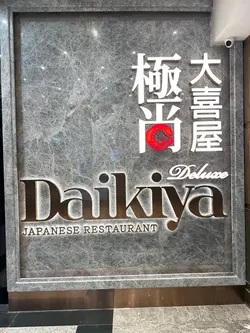 極尚
大喜屋
Deluxe
Daikiya
JAPANESE RESTAURANT